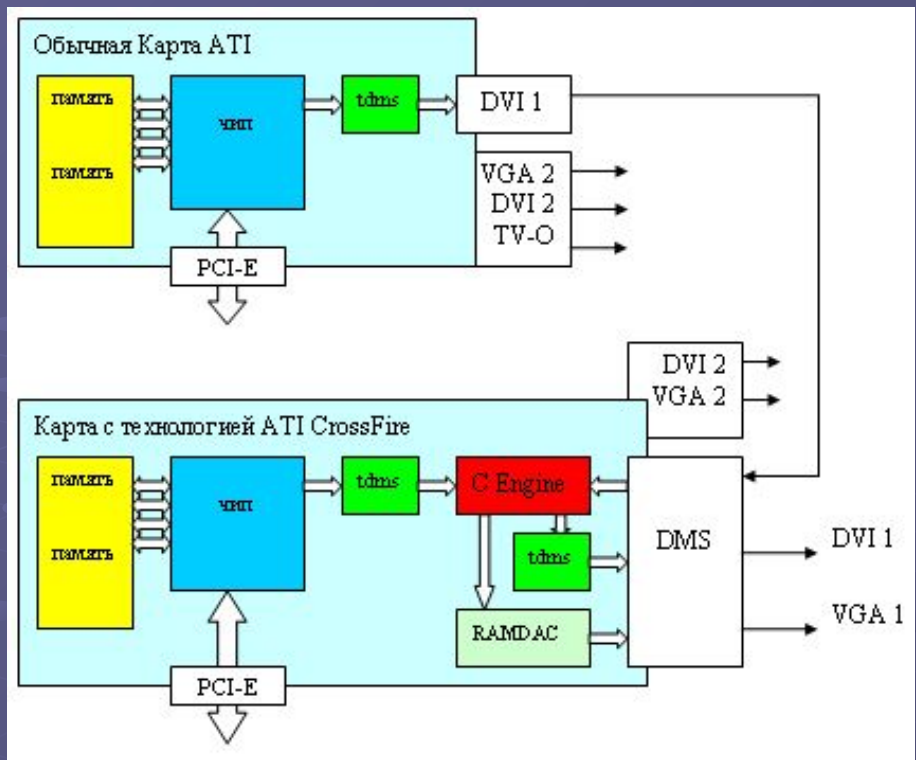 Обычная Карта ATI
память
память
чип
tdms
DVI 1
VGA 2
DVI 2
TV-O
PCI-E
DVI 2
VGA 2
Карта с технологией ATI CrossFire
память
память
чип
tdms
C Engine
tdms
RAMDAC
DMS
DVI 1
VGA 1
PCI-E